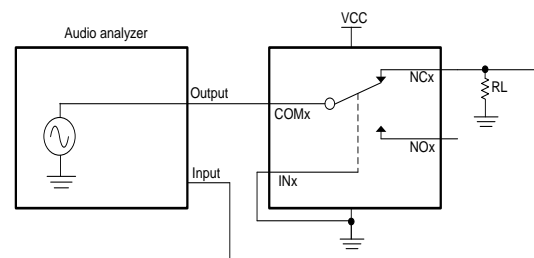 VCC
Audio analyzer
Output
COMx
NCx
RL
NOx
Input
INx